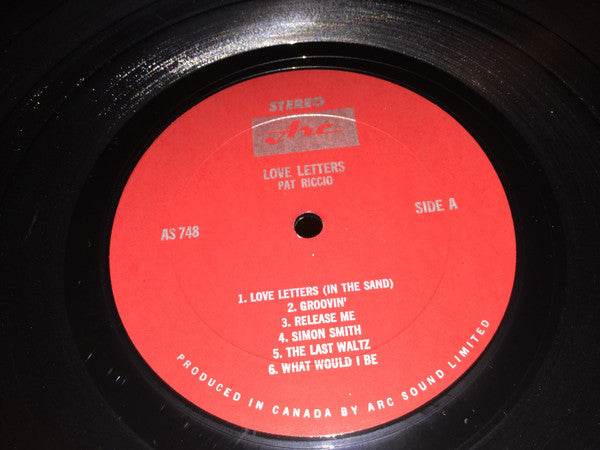 STEREO
Arc
LOVE LETTERS
PAT RICCIO
AS 748
SIDE A
1. LOVE LETTERS (IN THE SAND)
2. GROOVIN'
3. RELEASE ME
4. SIMON SMITH
5. THE LAST WALTZ
6. WHAT WOULD I BE
PRODUCED IN CANADA BY ARC SOUND LIMITED